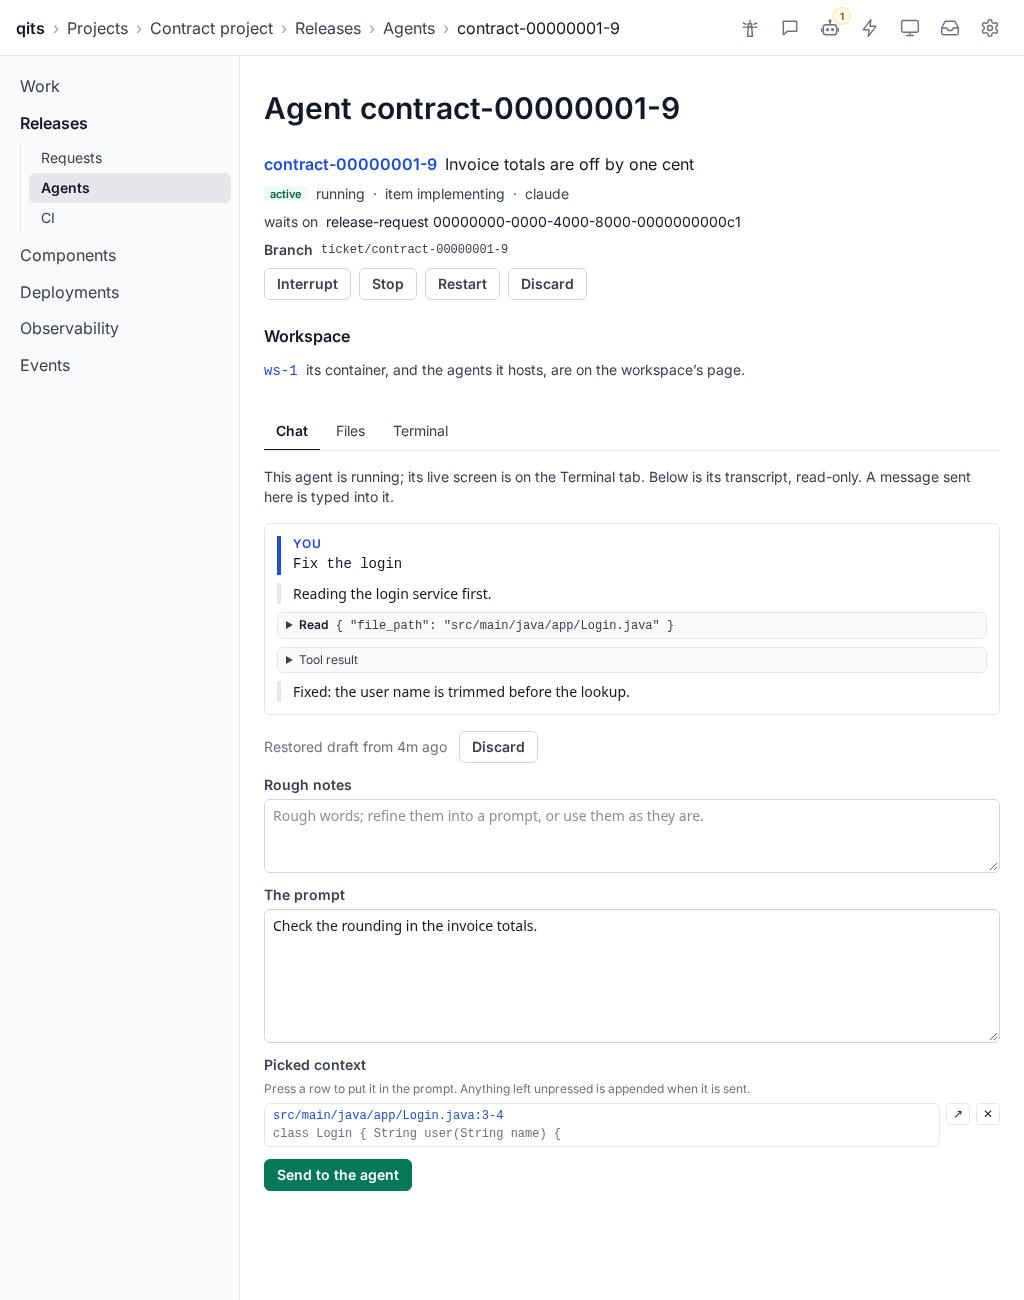 qits › Projects › Contract project › Releases › Agents › contract-00000001-9
1
Work
Releases
Requests
Agents
CI
Components
Deployments
Observability
Events
Agent contract-00000001-9
contract-00000001-9 Invoice totals are off by one cent
active running · item implementing · claude
waits on release-request 00000000-0000-4000-8000-0000000000c1
Branch ticket/contract-00000001-9
Interrupt Stop Restart Discard
Workspace
ws-1 its container, and the agents it hosts, are on the workspace’s page.
Chat Files Terminal
This agent is running; its live screen is on the Terminal tab. Below is its transcript, read-only. A message sent
here is typed into it.
YOU
Fix the login
Reading the login service first.
Read { "file_path": "src/main/java/app/Login.java" }
Tool result
Fixed: the user name is trimmed before the lookup.
Restored draft from 4m ago Discard
Rough notes
Rough words; refine them into a prompt, or use them as they are.
The prompt
Check the rounding in the invoice totals.
Picked context
Press a row to put it in the prompt. Anything left unpressed is appended when it is sent.
src/main/java/app/Login.java:3-4
class Login { String user(String name) {
Send to the agent